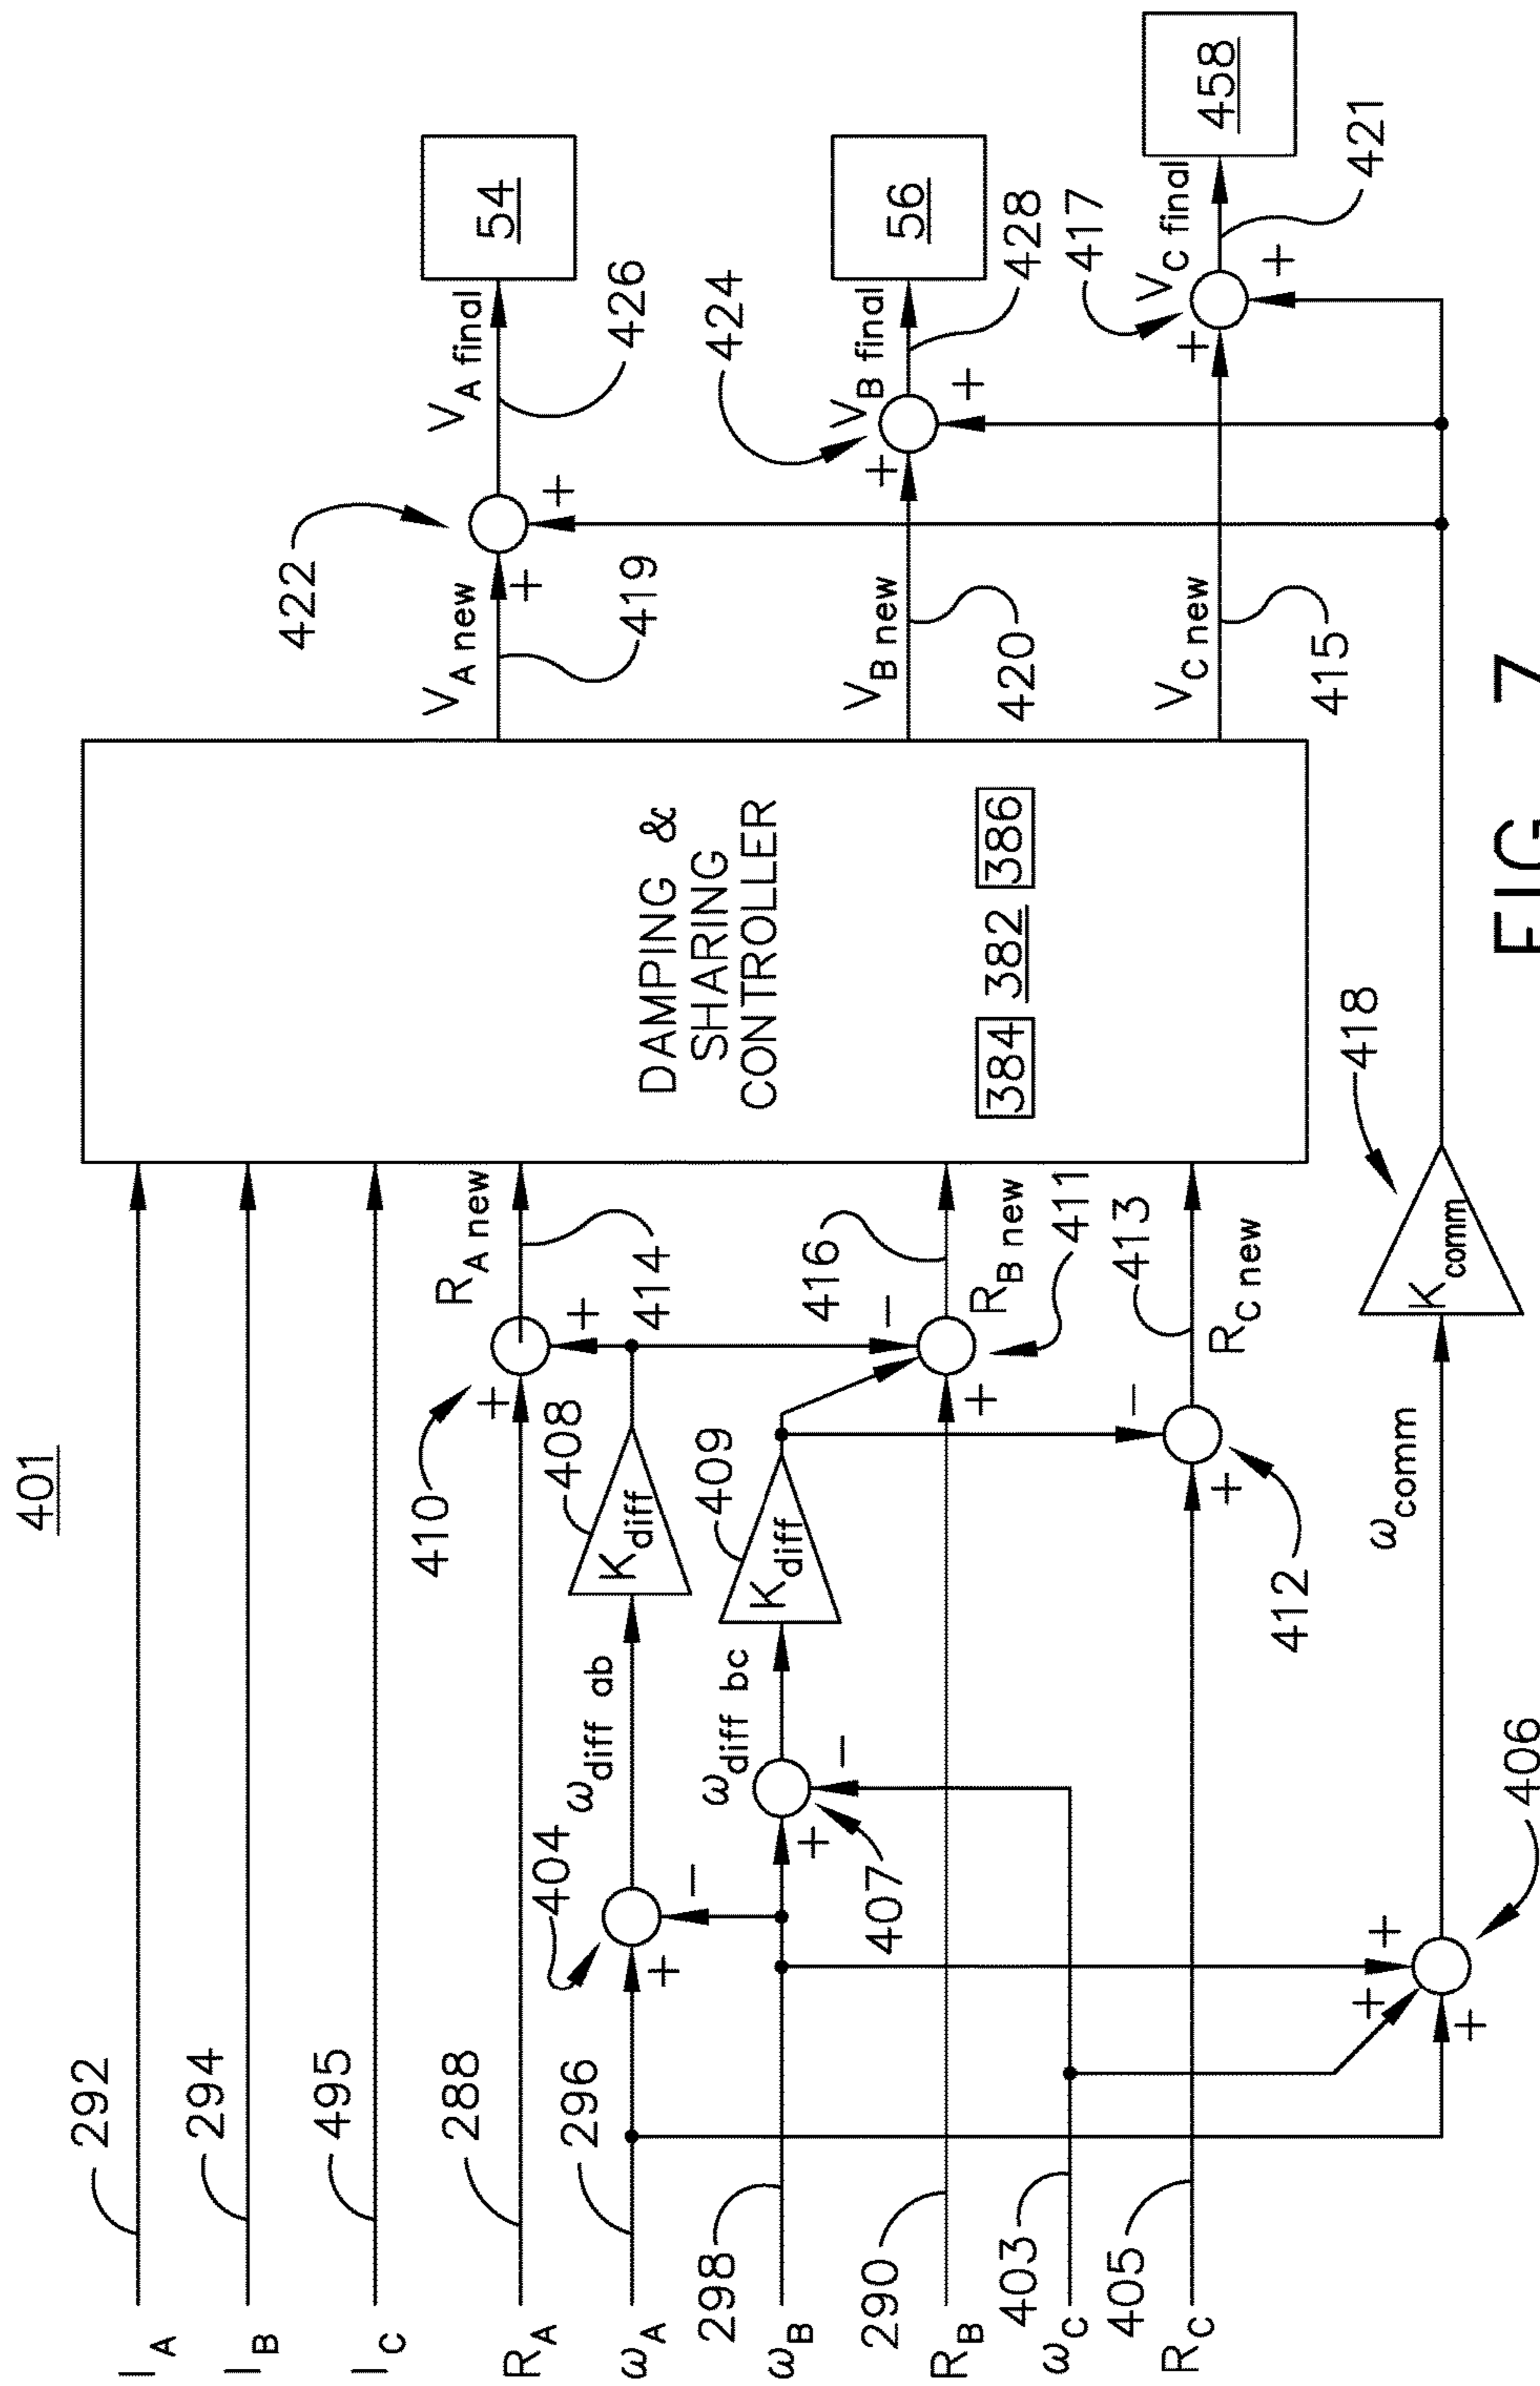 401
292
294
495
288
296
298
290
403
405
I_A
I_B
I_C
R_A
ω_A
ω_B
R_B
ω_C
R_C
404
+
−
ω_diff ab
407
+
−
ω_diff bc
406
+
+
+
ω_comm
408
K_diff
409
K_diff
410
+
+
414
R_A new
416
−
+
R_B new
411
412
+
−
413
R_C new
418
K_comm
DAMPING &
SHARING
CONTROLLER
384 382 386
V_A new
419
422
+
+
V_A final
426
54
V_B new
420
424
+
+
V_B final
428
56
V_C new
415
417
+
+
V_C final
421
458
FIG. 7